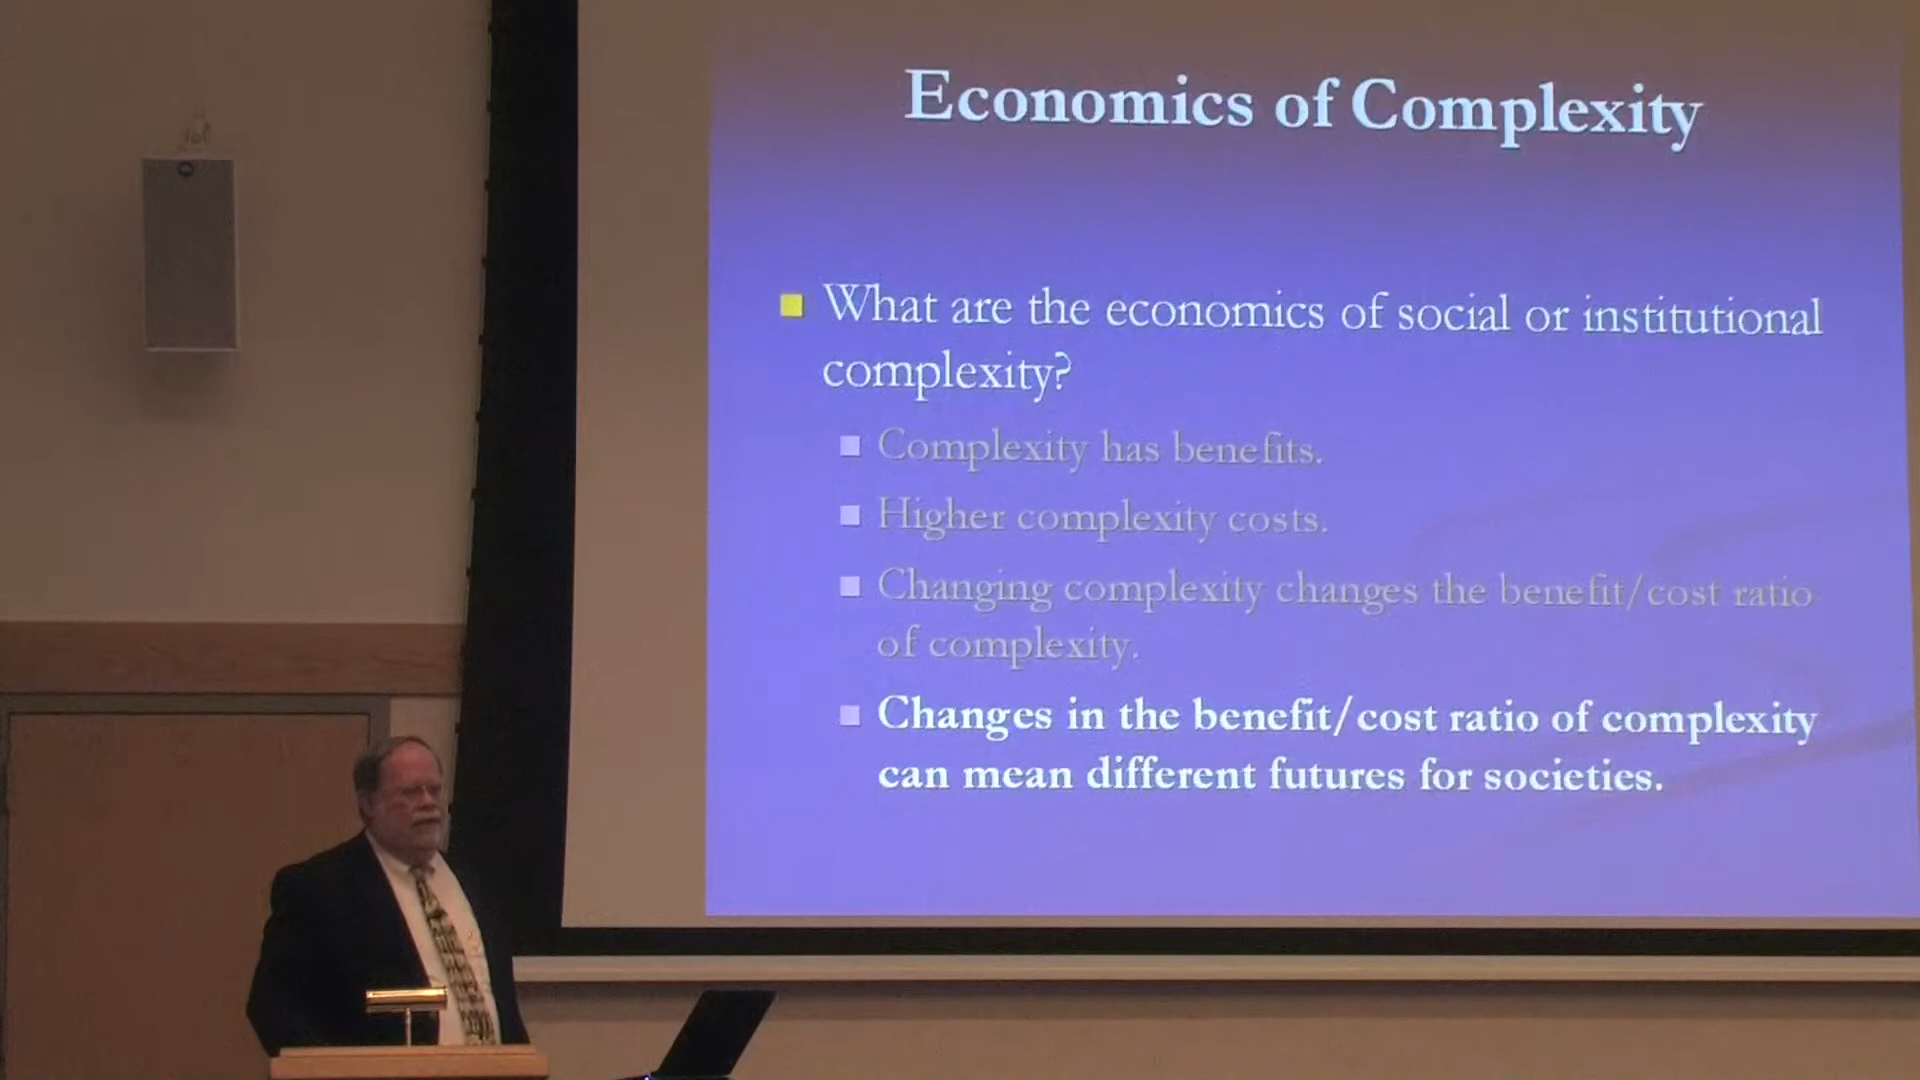 Economics of Complexity
What are the economics of social or institutional
complexity?
Complexity has benefits.
Higher complexity costs.
Changing complexity changes the benefit/cost ratio
of complexity.
Changes in the benefit/cost ratio of complexity
can mean different futures for societies.